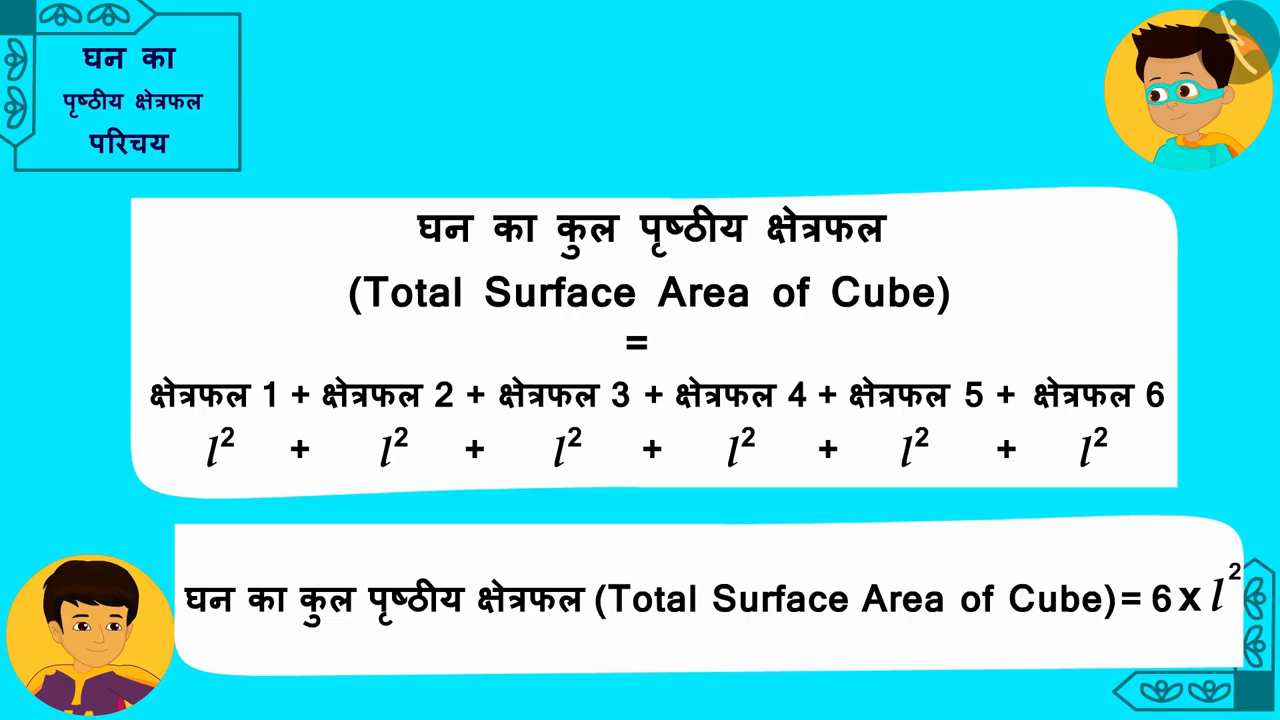 घन का
पृष्ठीय क्षेत्रफल
परिचय
घन का कुल पृष्ठीय क्षेत्रफल
(Total Surface Area of Cube)
=
क्षेत्रफल 1 + क्षेत्रफल 2 + क्षेत्रफल 3 + क्षेत्रफल 4 + क्षेत्रफल 5 + क्षेत्रफल 6
l² + l² + l² + l² + l² + l²
घन का कुल पृष्ठीय क्षेत्रफल (Total Surface Area of Cube) = 6 x l²